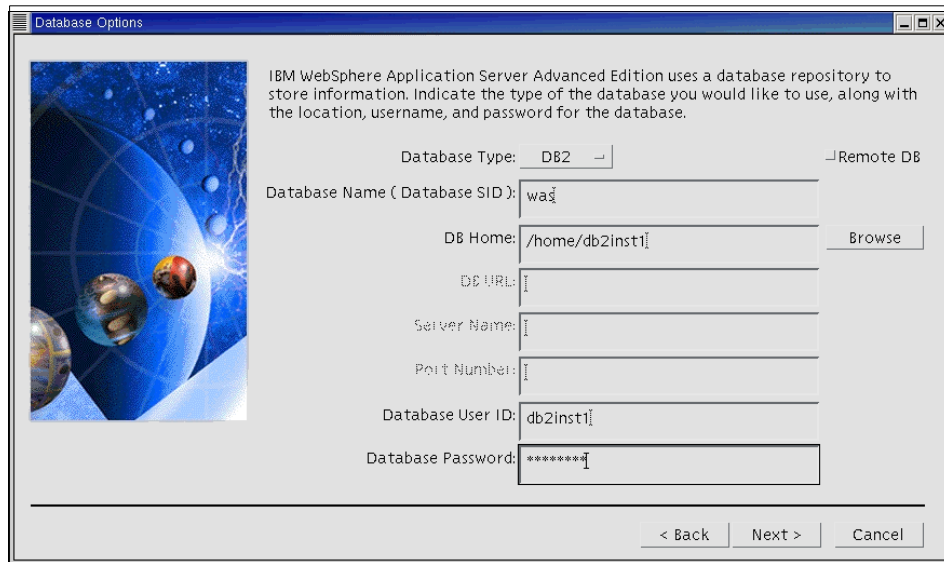 Database Options
IBM WebSphere Application Server Advanced Edition uses a database repository to
store information. Indicate the type of the database you would like to use, along with
the location, username, and password for the database.
Database Type: DB2 Remote DB
Database Name ( Database SID ): was
DB Home: /home/db2inst1 Browse
DB URL:
Server Name:
Port Number:
Database User ID: db2inst1
Database Password: ********
< Back Next > Cancel